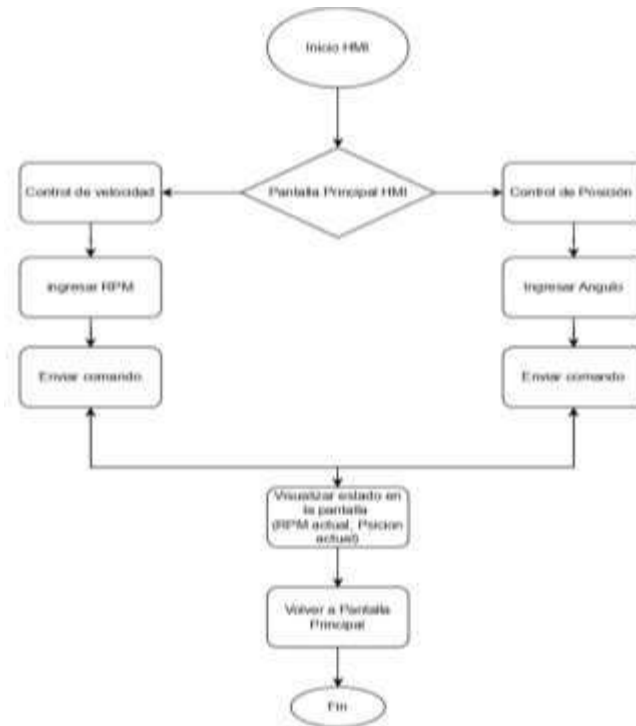 Inicio HMI
Pantalla Principal HMI
Control de velocidad
Control de Posición
ingresar RPM
Ingresar Angulo
Enviar comando
Enviar comando
Visualizar estado en
la pantalla
(RPM actual, Psicion
actual)
Volver a Pantalla
Principal
Fin